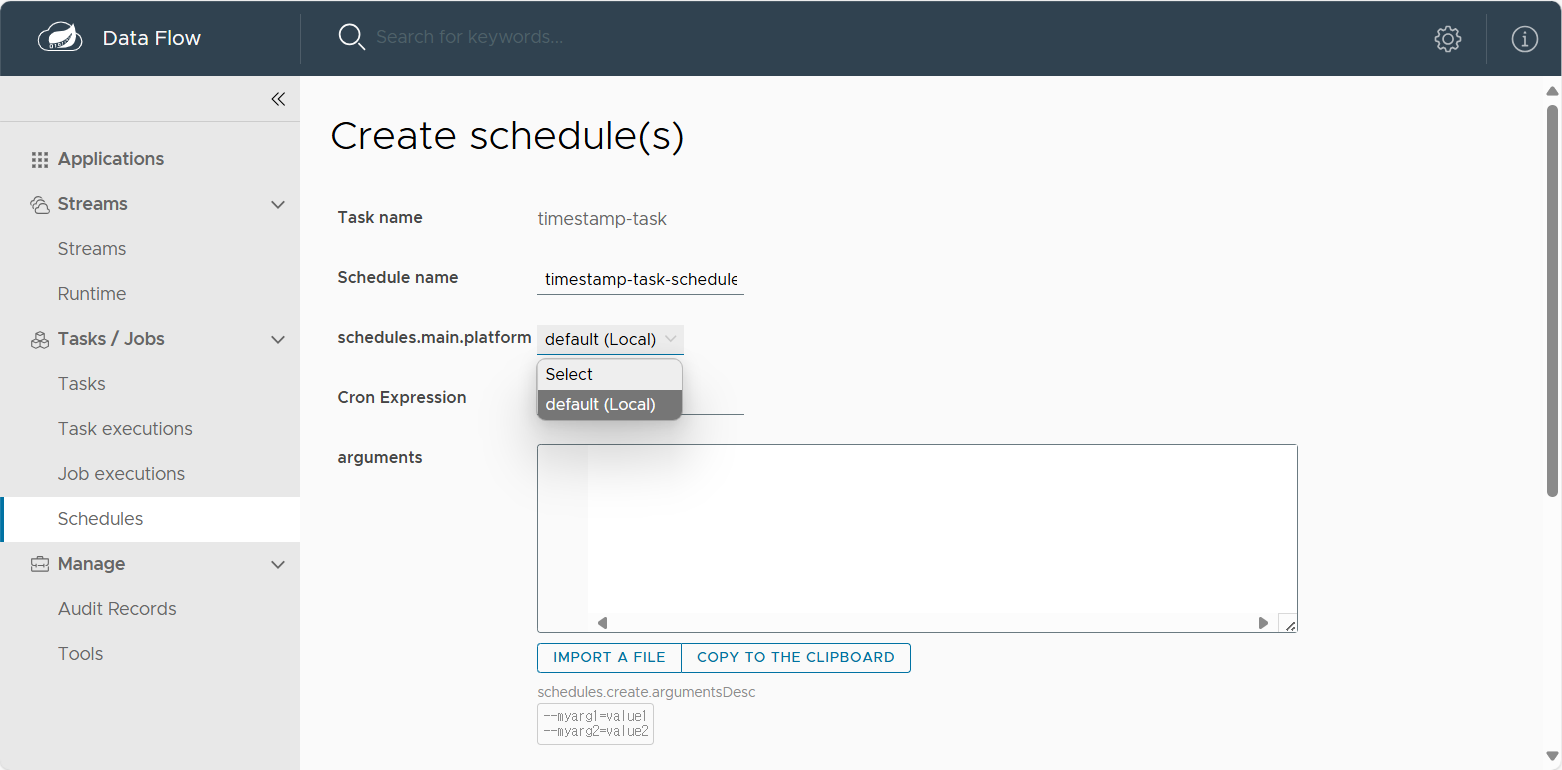 Data Flow
Search for keywords...
Applications
Streams
Streams
Runtime
Tasks / Jobs
Tasks
Task executions
Job executions
Schedules
Manage
Audit Records
Tools
Create schedule(s)
Task name
timestamp-task
Schedule name
timestamp-task-schedule
schedules.main.platform
default (Local)
Select
default (Local)
Cron Expression
arguments
IMPORT A FILE
COPY TO THE CLIPBOARD
schedules.create.argumentsDesc
--myarg1=value1
--myarg2=value2